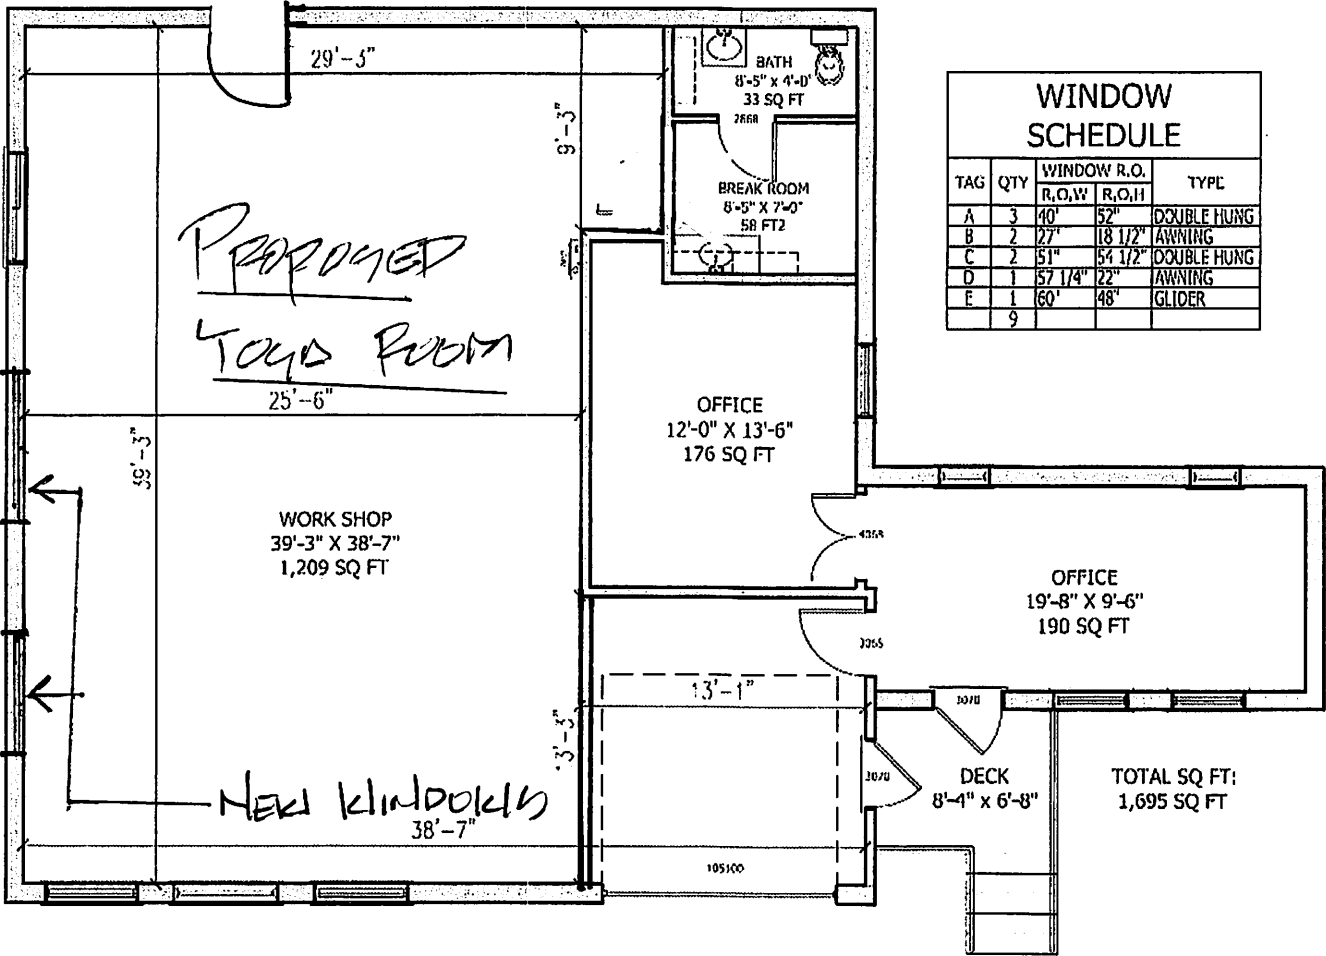 29'-3"
BATH
8'-5" x 4'-0"
33 SQ FT
2668
9'-3"
BREAK ROOM
8'-5" X 7'-0"
58 FT2
PROPOSED
YOGA ROOM
25'-6"
39'-3"
OFFICE
12'-0" X 13'-6"
176 SQ FT
WORK SHOP
39'-3" X 38'-7"
1,209 SQ FT
4068
OFFICE
19'-8" X 9'-6"
190 SQ FT
13'-1"
13'-3"
3070
3070
NEW WINDOWS
38'-7"
105100
DECK
8'-4" x 6'-8"
TOTAL SQ FT:
1,695 SQ FT
WINDOW
SCHEDULE
TAG QTY WINDOW R.O. TYPE
R.O.W R.O.H
A 3 40" 52" DOUBLE HUNG
B 2 27" 18 1/2" AWNING
C 2 51" 54 1/2" DOUBLE HUNG
D 1 57 1/4" 22" AWNING
E 1 60" 48" GLIDER
9